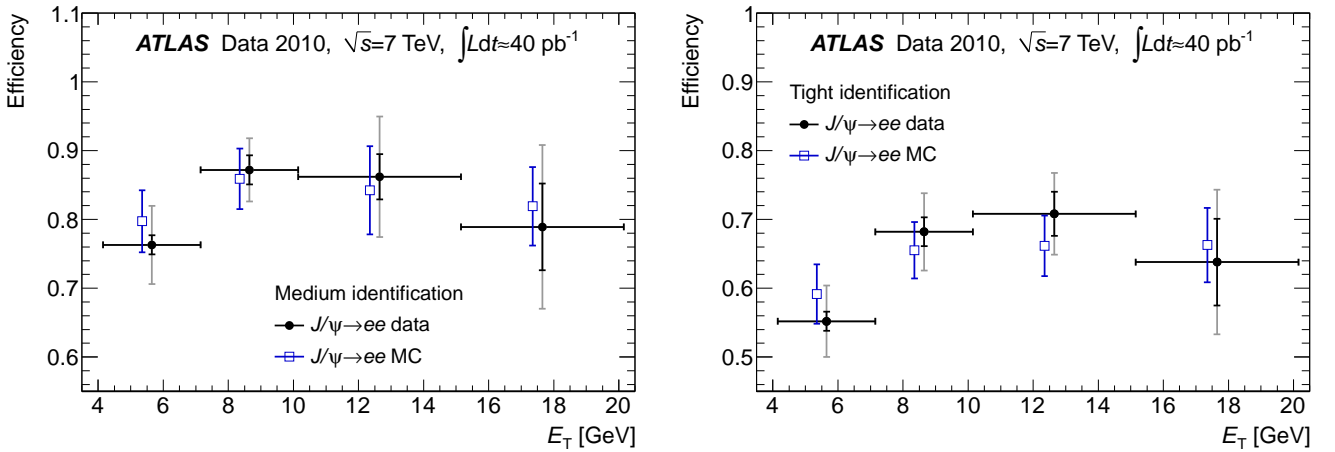 ATLAS Data 2010, √s=7 TeV, ∫Ldt≈40 pb⁻¹
Efficiency
1.1
1
0.9
0.8
0.7
0.6
Medium identification
J/ψ→ee data
J/ψ→ee MC
4 6 8 10 12 14 16 18 20
E_T [GeV]
ATLAS Data 2010, √s=7 TeV, ∫Ldt≈40 pb⁻¹
Efficiency
1
0.9
0.8
0.7
0.6
0.5
Tight identification
J/ψ→ee data
J/ψ→ee MC
4 6 8 10 12 14 16 18 20
E_T [GeV]